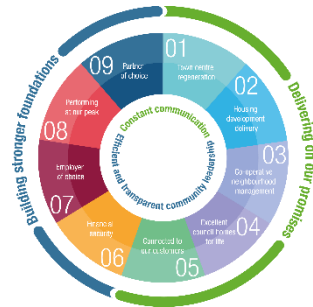 Building stronger foundations
Delivering on our promises
01
Town centre
regeneration
02
Housing
development
delivery
03
Co-operative
neighbourhood
management
04
Excellent
council homes
for life
05
Connected to
our customers
06
Financial
security
07
Employer
of choice
08
Performing
at our peak
09
Partner
of choice
Constant communication
Efficient and transparent community leadership